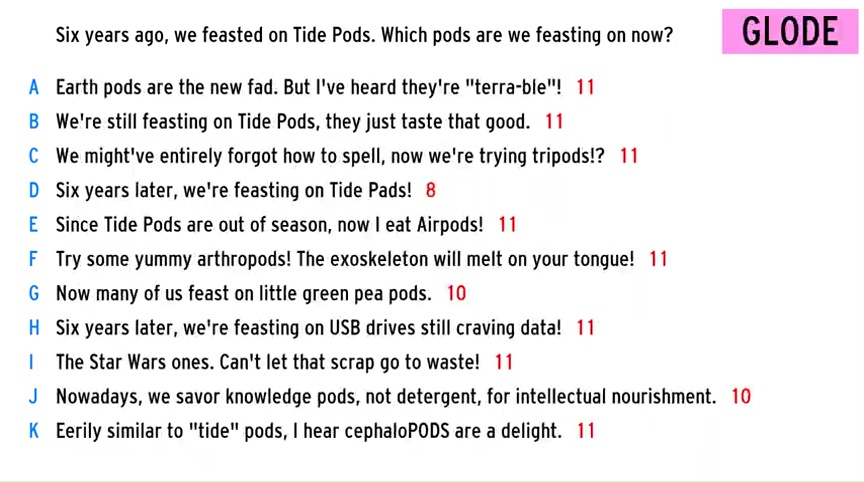 Six years ago, we feasted on Tide Pods. Which pods are we feasting on now?
GLODE
A Earth pods are the new fad. But I've heard they're "terra-ble"! 11
B We're still feasting on Tide Pods, they just taste that good. 11
C We might've entirely forgot how to spell, now we're trying tripods!? 11
D Six years later, we're feasting on Tide Pads! 8
E Since Tide Pods are out of season, now I eat Airpods! 11
F Try some yummy arthropods! The exoskeleton will melt on your tongue! 11
G Now many of us feast on little green pea pods. 10
H Six years later, we're feasting on USB drives still craving data! 11
I The Star Wars ones. Can't let that scrap go to waste! 11
J Nowadays, we savor knowledge pods, not detergent, for intellectual nourishment. 10
K Eerily similar to "tide" pods, I hear cephaloPODS are a delight. 11